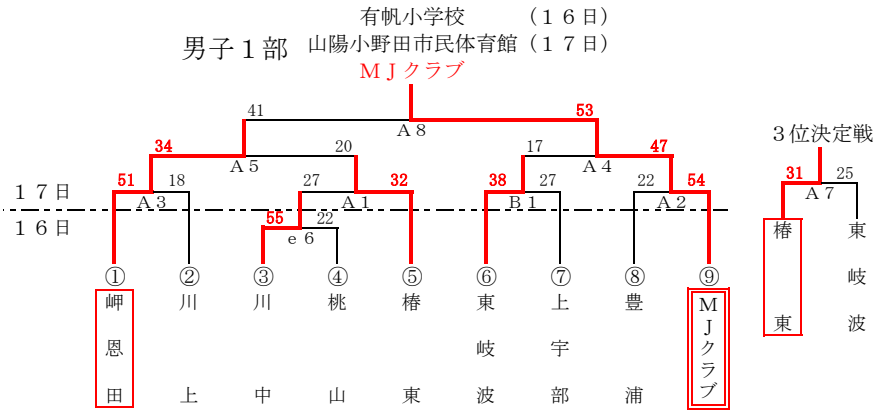 有帆小学校 （１６日）
男子１部 山陽小野田市民体育館（１７日）
ＭＪクラブ
41 53
Ａ８
３位決定戦
34 20 17 47
Ａ５ Ａ４
31 25
Ａ７
51 18 27 32 38 27 22 54
Ａ３ Ａ１ Ｂ１ Ａ２
１７日
１６日
55 22
ｅ６
① ② ③ ④ ⑤ ⑥ ⑦ ⑧ ⑨
岬恩田
川上
川中
桃山
椿東
東岐波
上宇部
豊浦
ＭＪクラブ
椿東
東岐波